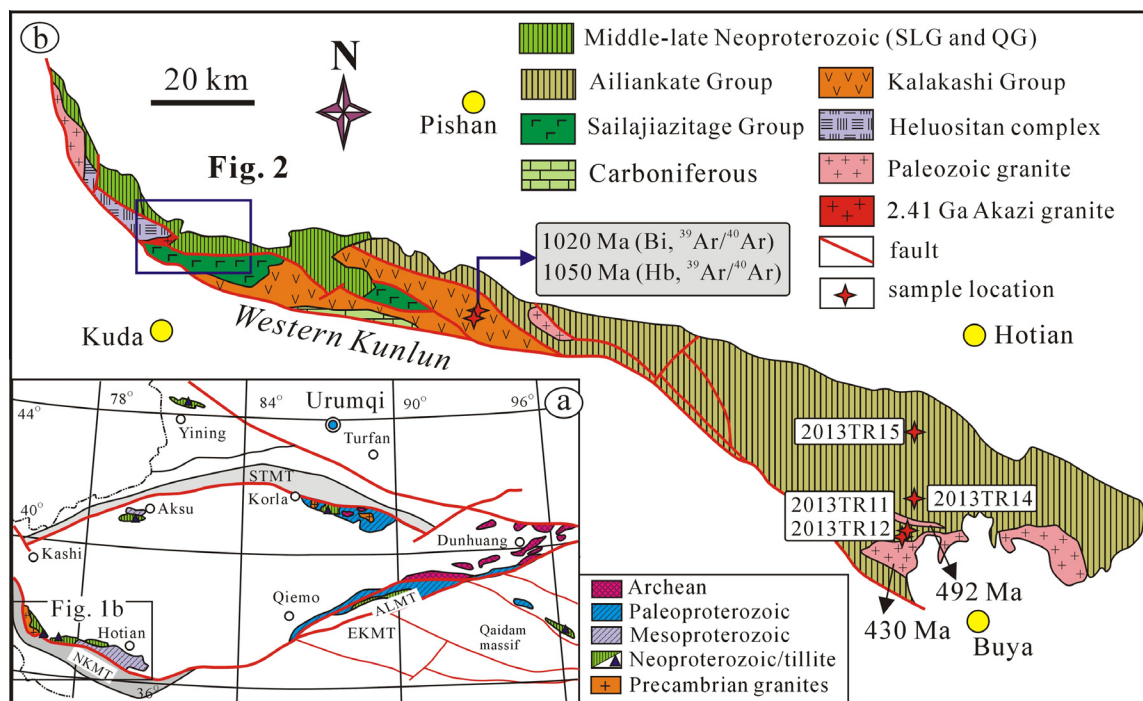 b
20 km
N
Pishan
Fig. 2
Middle-late Neoproterozoic (SLG and QG)
Ailiankate Group
Kalakashi Group
Sailajiazitage Group
Heluositan complex
Carboniferous
Paleozoic granite
2.41 Ga Akazi granite
fault
sample location
1020 Ma (Bi, ³⁹Ar/⁴⁰Ar)
1050 Ma (Hb, ³⁹Ar/⁴⁰Ar)
Kuda
Western Kunlun
Hotian
2013TR15
2013TR11
2013TR12
2013TR14
492 Ma
430 Ma
Buya
a
44°
78°
84°
90°
96°
Urumqi
Yining
Turfan
STMT
Korla
Aksu
40°
Kashi
Dunhuang
Fig. 1b
Hotian
Qiemo
ALMT
EKMT
Qaidam
massif
NKMT
36°
Archean
Paleoproterozoic
Mesoproterozoic
Neoproterozoic/tillite
Precambrian granites